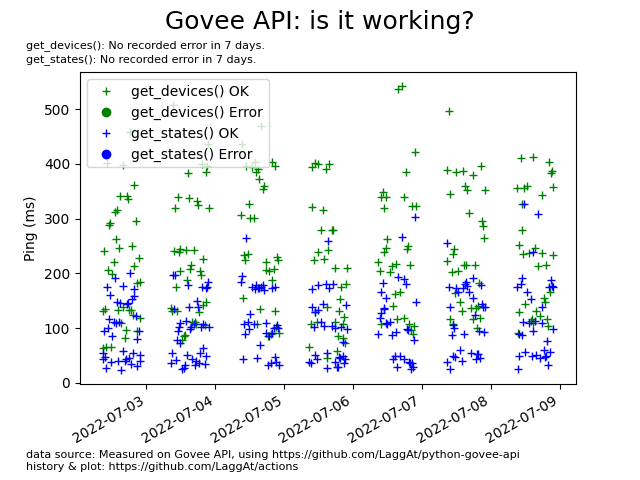 Govee API: is it working?
get_devices(): No recorded error in 7 days.
get_states(): No recorded error in 7 days.
get_devices() OK
get_devices() Error
get_states() OK
get_states() Error
500
400
300
200
100
0
Ping (ms)
2022-07-03
2022-07-04
2022-07-05
2022-07-06
2022-07-07
2022-07-08
2022-07-09
data source: Measured on Govee API, using https://github.com/LaggAt/python-govee-api
history & plot: https://github.com/LaggAt/actions